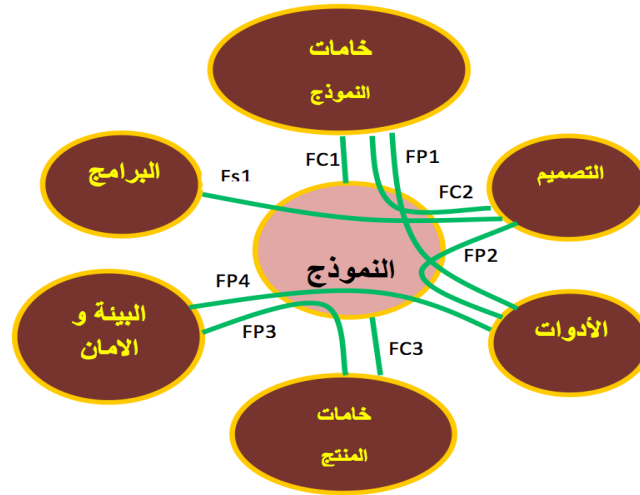 خامات
النموذج
البرامج
Fs1
FC1
FP1
FC2
التصميم
FP2
النموذج
FP4
البيئة و
الامان
FP3
الأدوات
FC3
خامات
المنتج